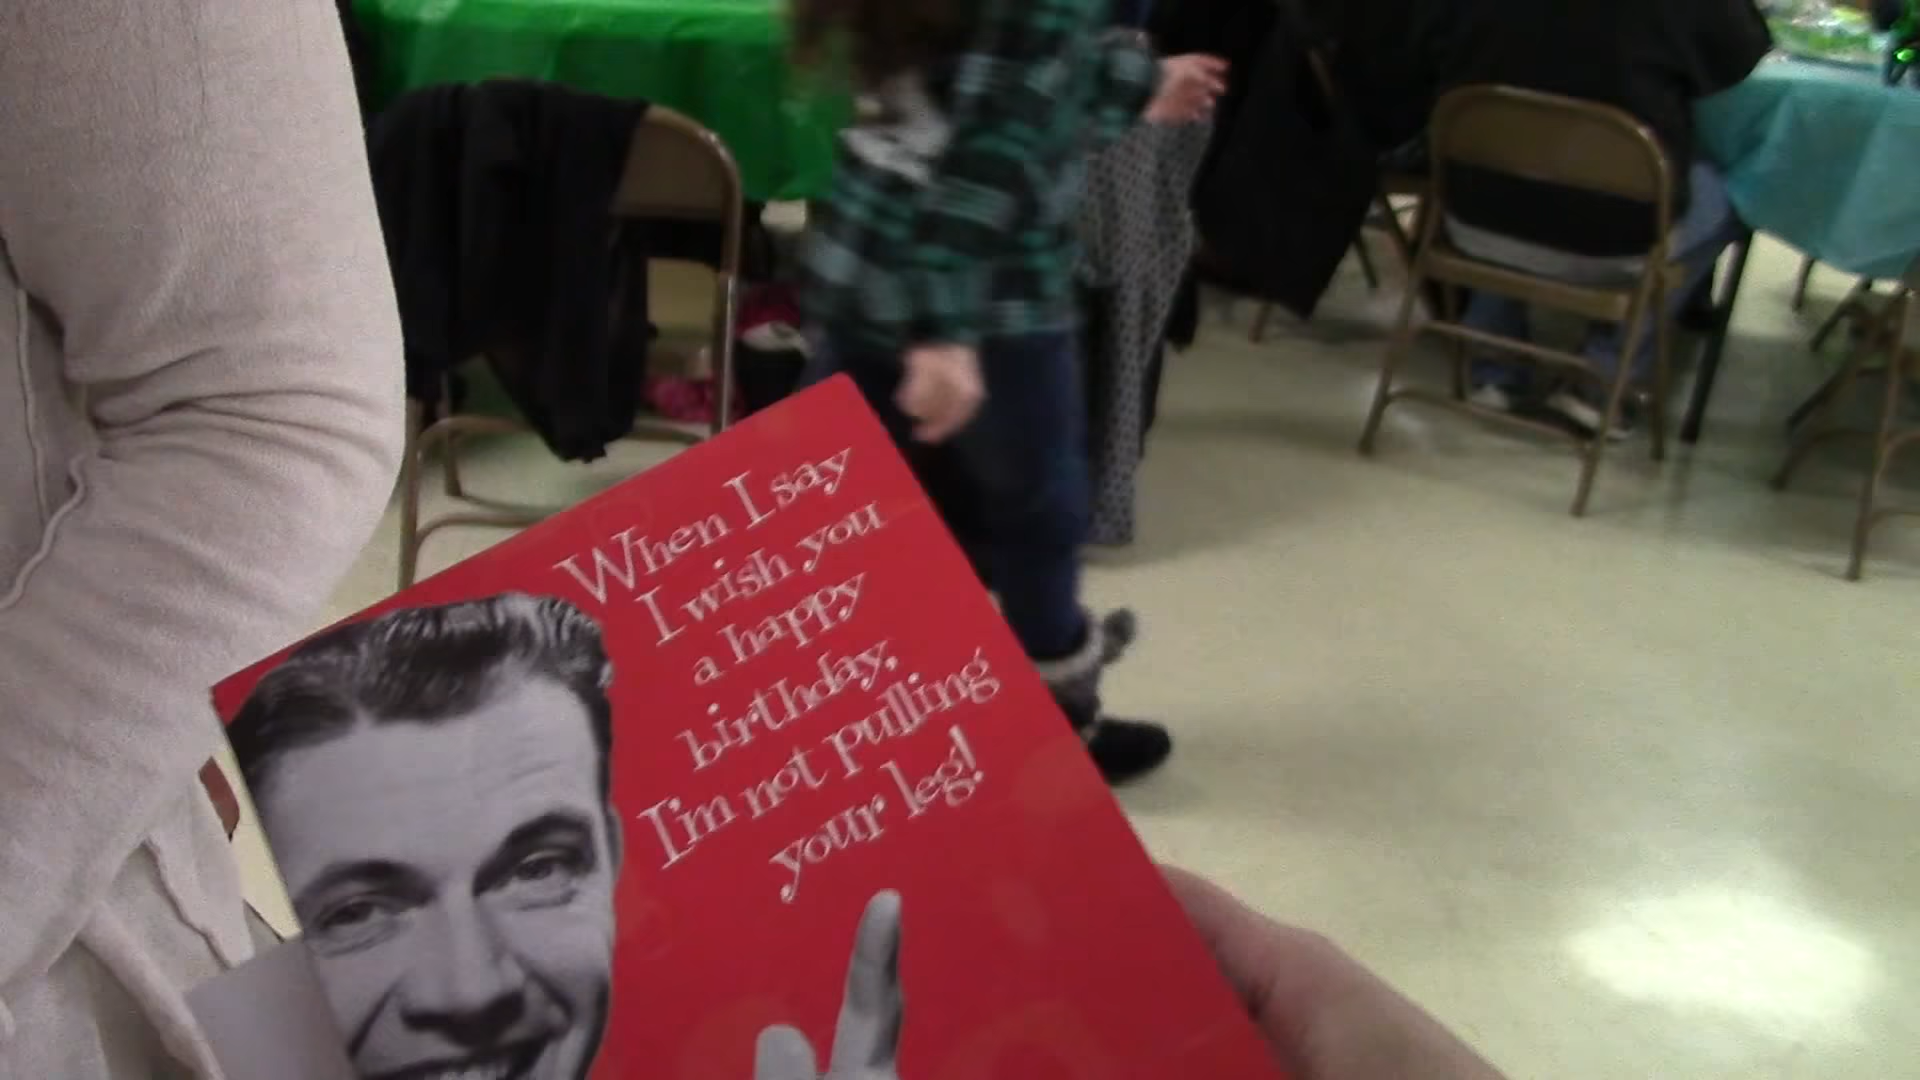 When I say
I wish you
a happy
birthday,
I'm not pulling
your leg!